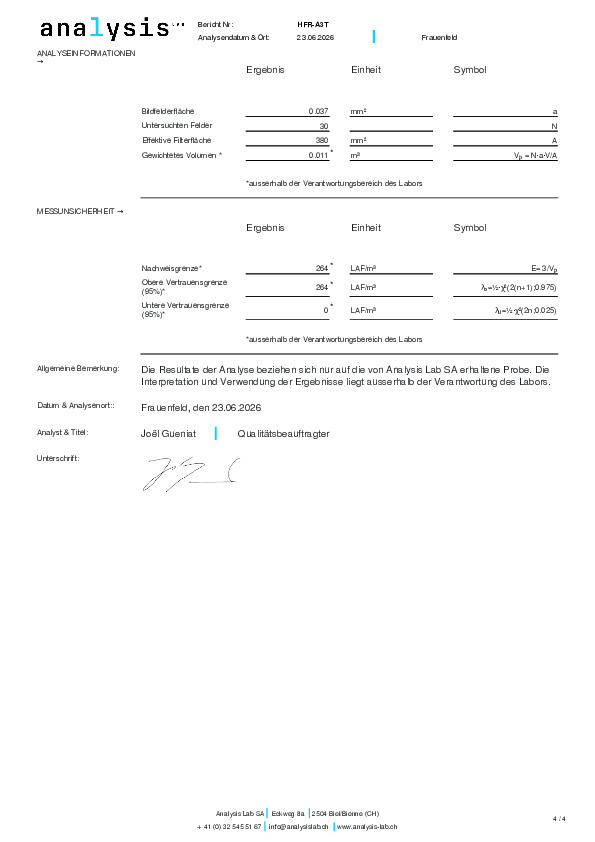 analysis
Bericht Nr: HFR-A3T
Analysendatum & Ort: 23.06.2026 Frauenfeld
ANALYSEINFORMATIONEN
→
Ergebnis Einheit Symbol
Bildfelderfläche 0.037 mm² a
Untersuchten Felder 30 N
Effektive Filterfläche 380 mm² A
Gewichtetes Volumen * 0.011 * m³ Vp = N·a·V/A
*ausserhalb der Verantwortungsbereich des Labors
MESSUNSICHERHEIT →
Ergebnis Einheit Symbol
Nachweisgrenze* 264 * LAF/m³ E= 3/Vp
Obere Vertrauensgrenze
(95%)* 264 * LAF/m³ λo=½·χ²(2(n+1);0.975)
Untere Vertrauensgrenze
(95%)* 0 * LAF/m³ λu=½·χ²(2n;0.025)
*ausserhalb der Verantwortungsbereich des Labors
Allgemeine Bemerkung: Die Resultate der Analyse beziehen sich nur auf die von Analysis Lab SA erhaltene Probe. Die
Interpretation und Verwendung der Ergebnisse liegt ausserhalb der Verantwortung des Labors.
Datum & Analysenort:: Frauenfeld, den 23.06.2026
Analyst & Titel: Joël Gueniat Qualitätsbeauftragter
Unterschrift:
Analysis Lab SA Eckweg 8a 2504 Biel/Bienne (CH)
+ 41 (0) 32 545 51 67 info@analysislab.ch www.analysis-lab.ch
4 / 4